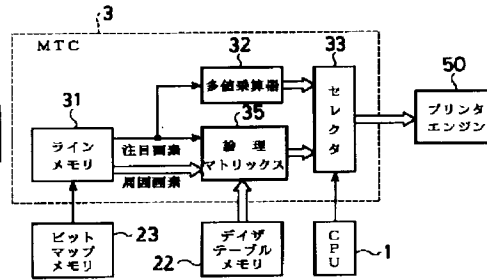 3
MTC
32
多値乗算器
33
セレクタ
50
プリンタ
エンジン
31
ライン
メモリ
注目画素
周囲画素
35
論理
マトリックス
ビット
マップ
メモリ
23
デイザ
テーブル
メモリ
22
CPU
1